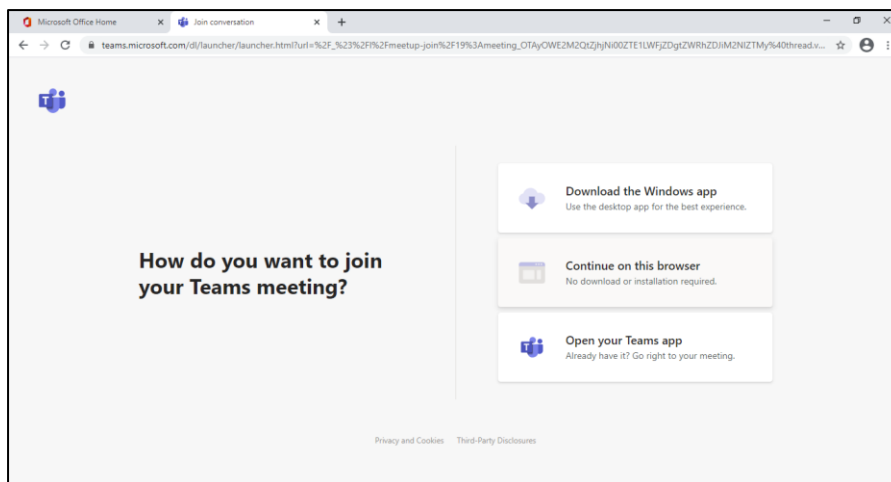 Microsoft Office Home
Join conversation
teams.microsoft.com/dl/launcher/launcher.html?url=%2F_%23%2Fl%2Fmeetup-join%2F19%3Ameeting_
Download the Windows app
Use the desktop app for the best experience.
How do you want to join
your Teams meeting?
Continue on this browser
No download or installation required.
Open your Teams app
Already have it? Go right to your meeting.
Privacy and Cookies
Third-Party Disclosures